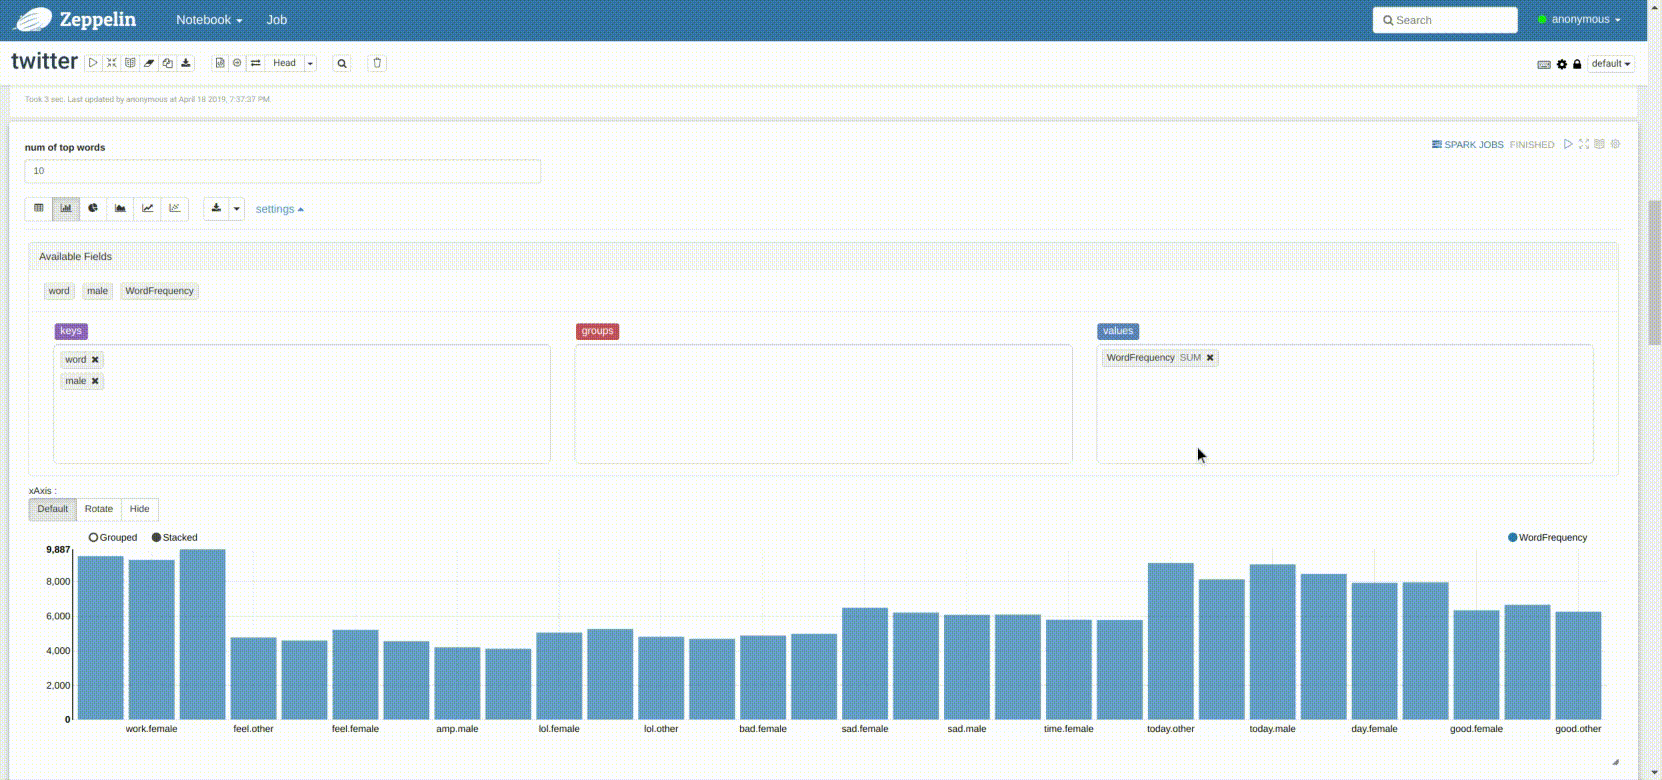 Zeppelin Notebook Job Search anonymous
twitter Head default
Took 3 sec. Last updated by anonymous at April 18 2019, 7:37:37 PM.
num of top words
SPARK JOBS FINISHED
10
settings
Available Fields
word male WordFrequency
keys groups values
word
male
WordFrequency SUM
xAxis :
Default Rotate Hide
Grouped Stacked WordFrequency
9,887
8,000
6,000
4,000
2,000
0
work.female feel.other feel.female amp.male lol.female lol.other bad.female sad.female sad.male time.female today.other today.male day.female good.female good.other